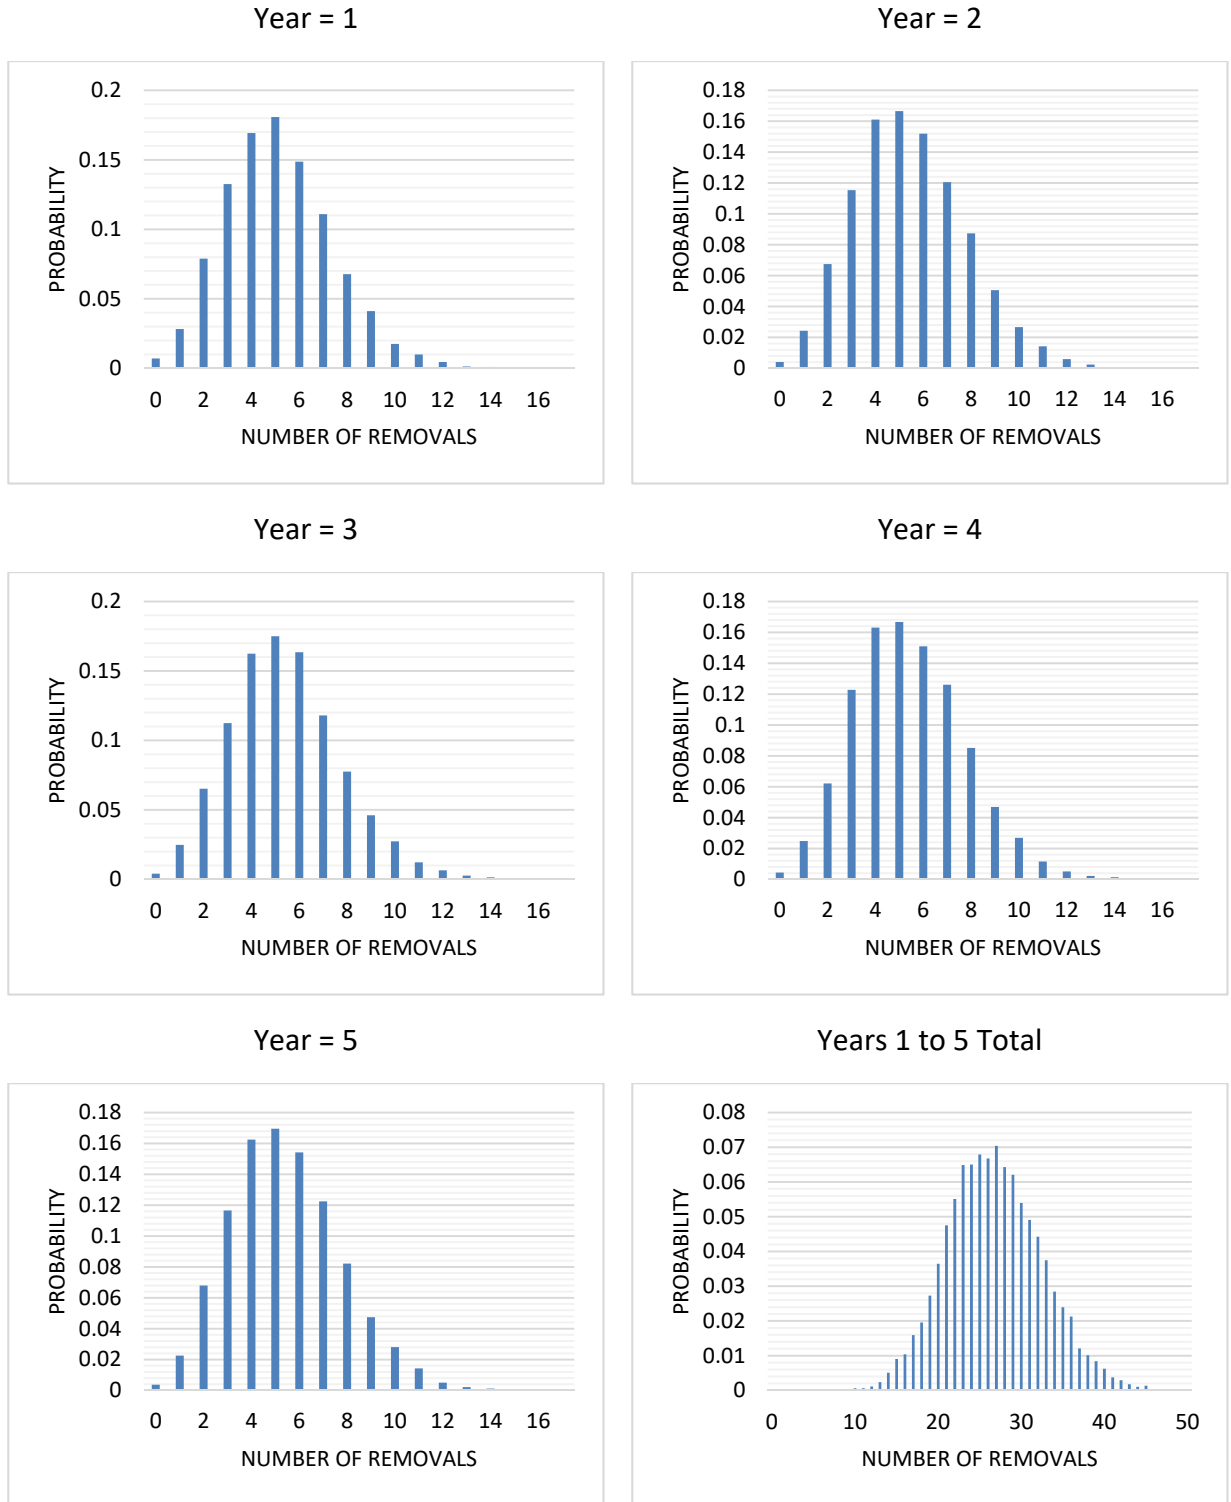 Year = 1
Year = 2
0.2
0.15
0.1
0.05
0
PROBABILITY
0 2 4 6 8 10 12 14 16
NUMBER OF REMOVALS
0.18
0.16
0.14
0.12
0.1
0.08
0.06
0.04
0.02
0
PROBABILITY
0 2 4 6 8 10 12 14 16
NUMBER OF REMOVALS
Year = 3
Year = 4
0.2
0.15
0.1
0.05
0
PROBABILITY
0 2 4 6 8 10 12 14 16
NUMBER OF REMOVALS
0.18
0.16
0.14
0.12
0.1
0.08
0.06
0.04
0.02
0
PROBABILITY
0 2 4 6 8 10 12 14 16
NUMBER OF REMOVALS
Year = 5
Years 1 to 5 Total
0.18
0.16
0.14
0.12
0.1
0.08
0.06
0.04
0.02
0
PROBABILITY
0 2 4 6 8 10 12 14 16
NUMBER OF REMOVALS
0.08
0.07
0.06
0.05
0.04
0.03
0.02
0.01
0
PROBABILITY
0 10 20 30 40 50
NUMBER OF REMOVALS